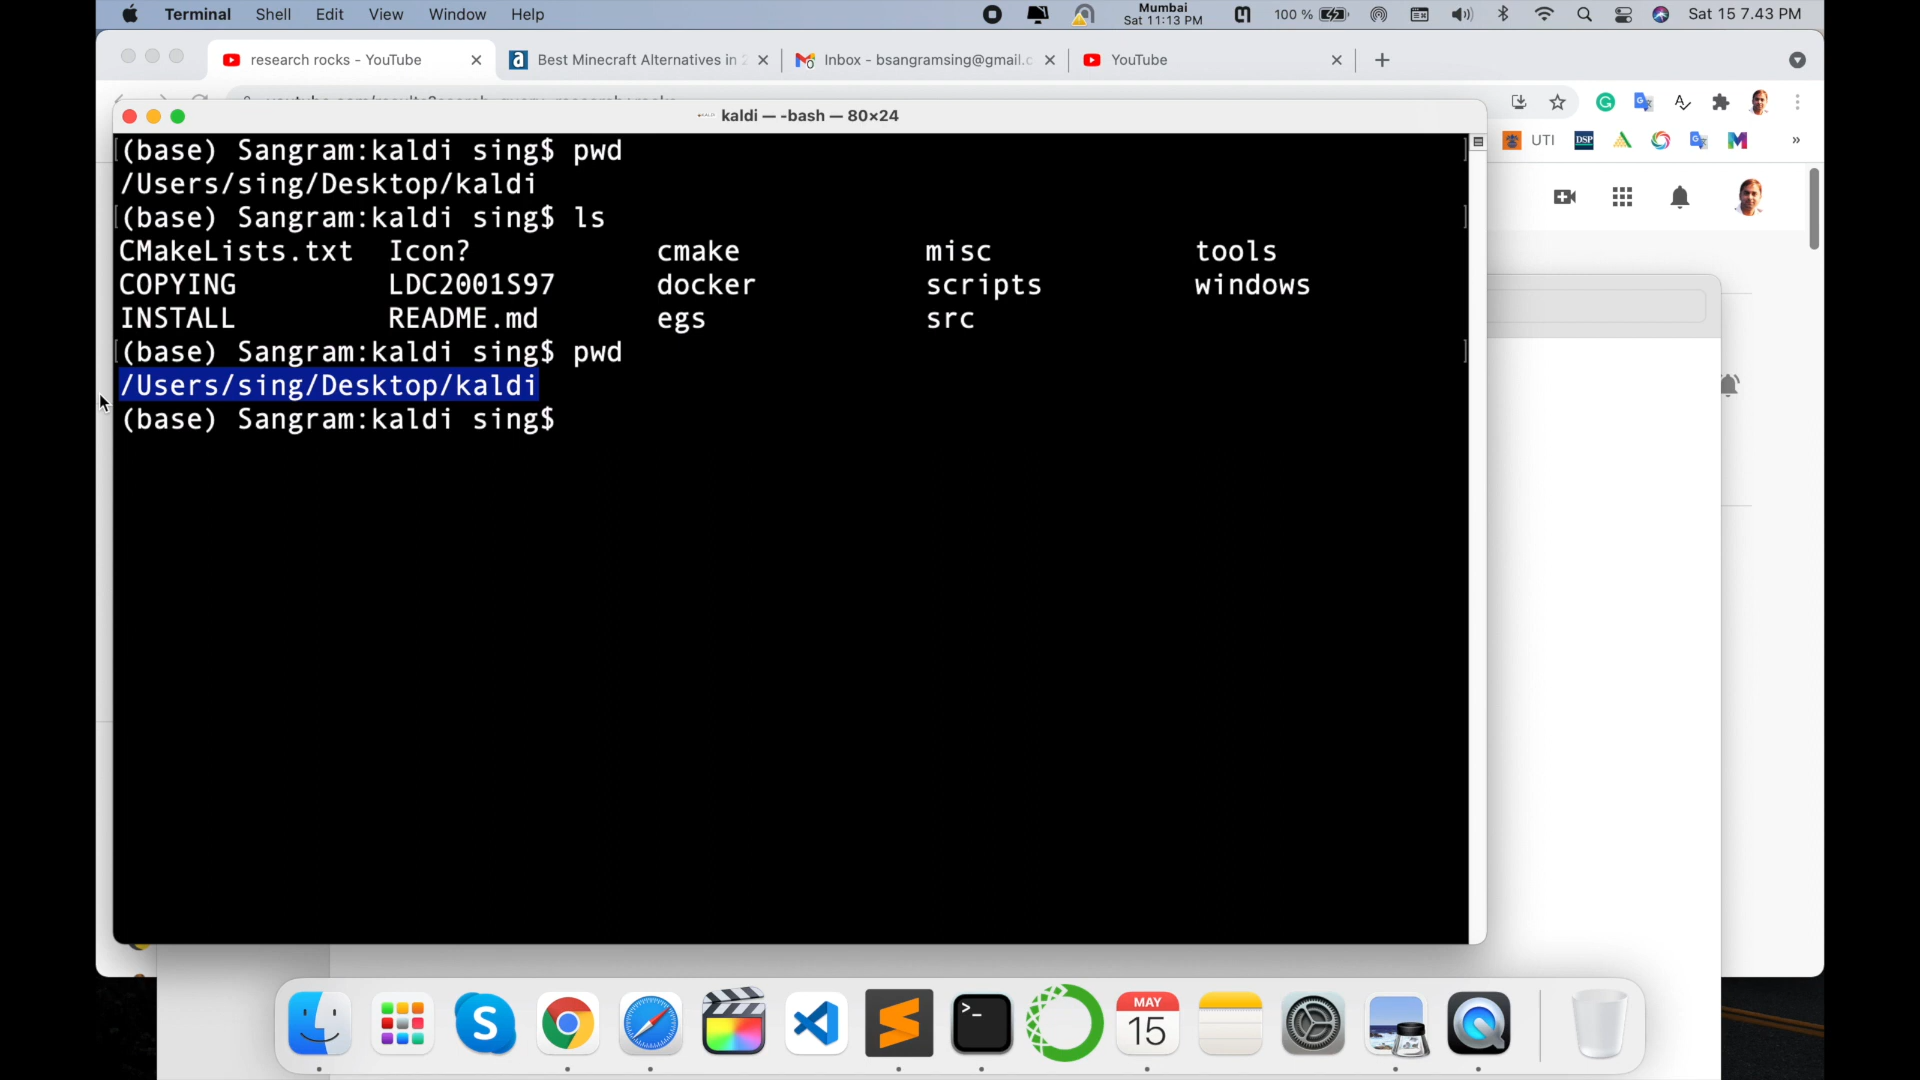 Terminal Shell Edit View Window Help
Mumbai
Sat 11:13 PM
100 %
Sat 15 7.43 PM
research rocks - YouTube
Best Minecraft Alternatives in
Inbox - bsangramsing@gmail.c
YouTube
kaldi — -bash — 80×24
UTI
DSP
»
(base) Sangram:kaldi sing$ pwd
/Users/sing/Desktop/kaldi
(base) Sangram:kaldi sing$ ls
CMakeLists.txt Icon? cmake misc tools
COPYING LDC2001S97 docker scripts windows
INSTALL README.md egs src
(base) Sangram:kaldi sing$ pwd
/Users/sing/Desktop/kaldi
(base) Sangram:kaldi sing$
MAY
15